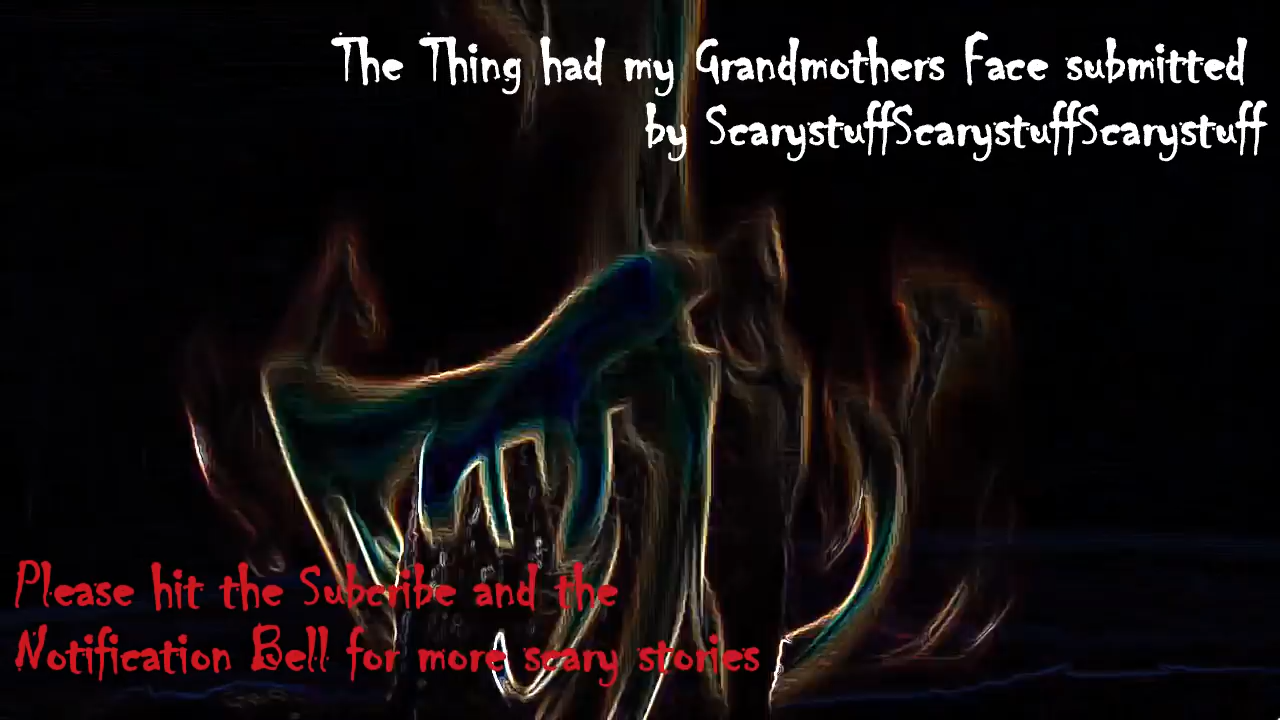 The Thing had my Grandmothers Face submitted
by ScarystuffScarystuffScarystuff
Please hit the Subcribe and the
Notification Bell for more scary stories